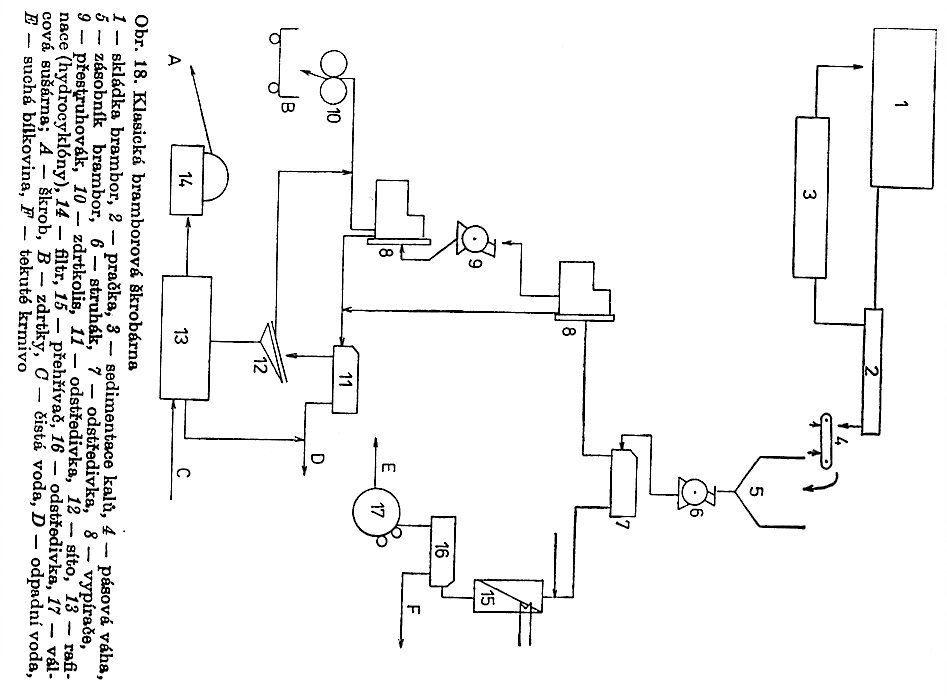 1
2
3
4
5
6
7
8
9
8
10
B
11
12
13
14
A
C
D
E
17
16
15
F
Obr. 18. Klasická bramborová škrobárna
1 — skládka brambor, 2 — pračka, 3 — sedimentace kalů, 4 — pásová váha,
5 — zásobník brambor, 6 — struhák, 7 — odstředivka, 8 — vypírače,
9 — přestruhovák, 10 — zdrtkolis, 11 — odstředivka, 12 — síto, 13 — rafi-
nace (hydrocyklóny), 14 — filtr, 15 — přehřívač, 16 — odstředivka, 17 — vál-
cová sušárna; A — škrob, B — zdrtky, C — čistá voda, D — odpadní voda,
E — suchá bílkovina, F — tekuté krmivo